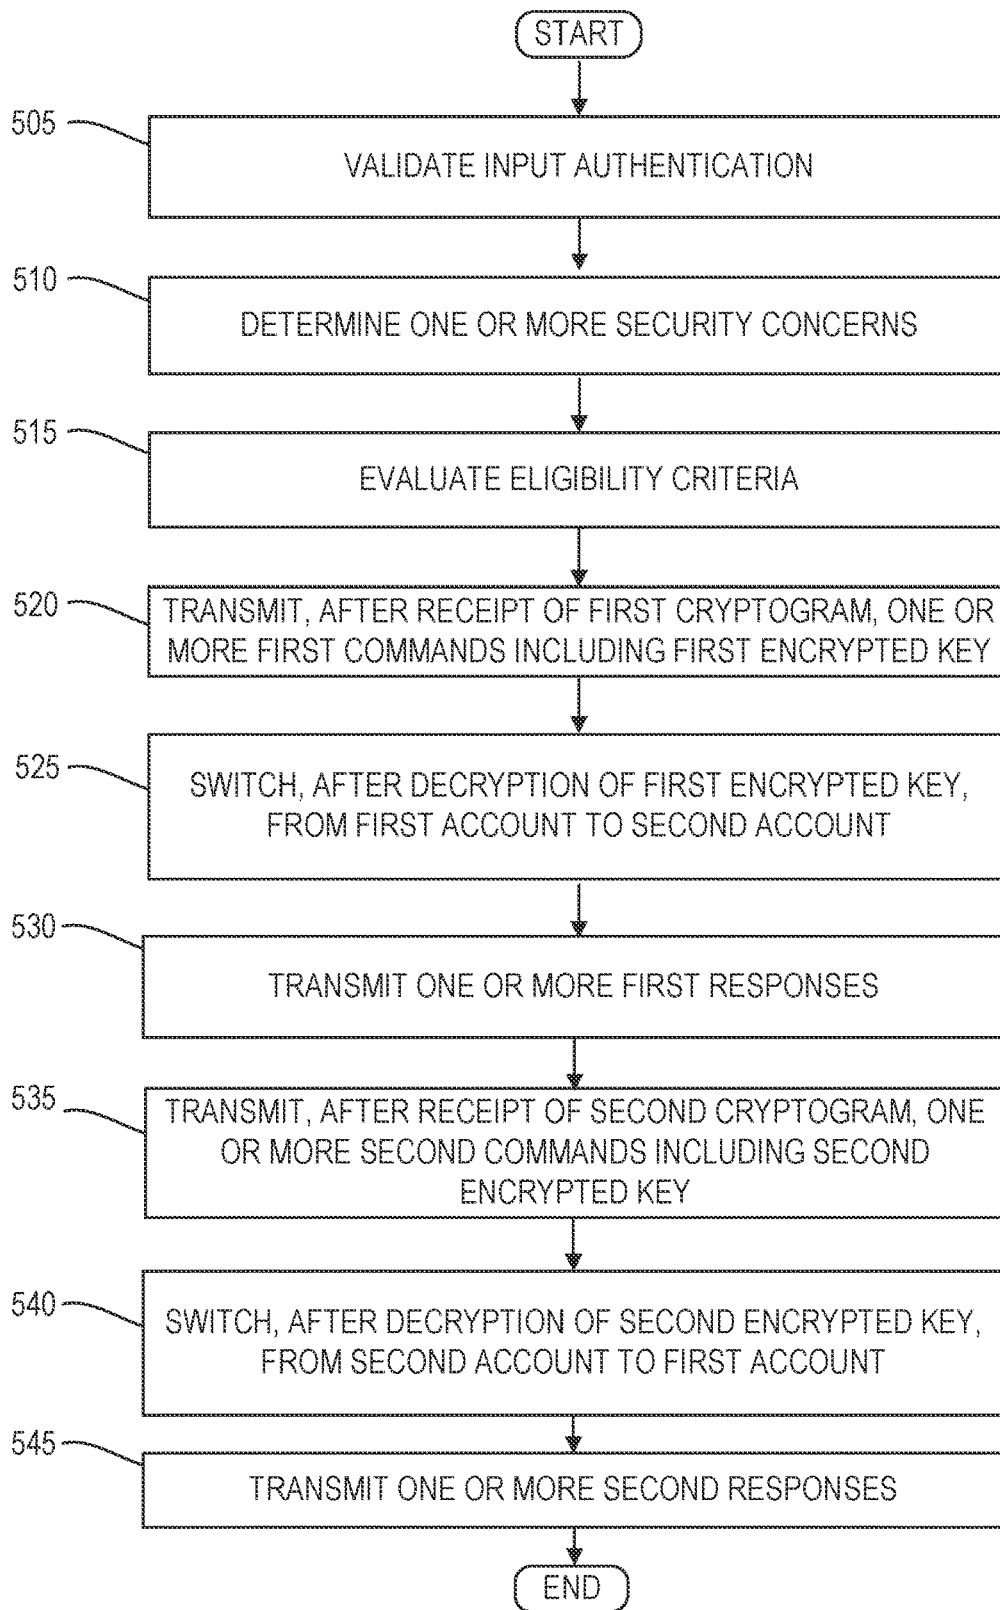 START
505
VALIDATE INPUT AUTHENTICATION
510
DETERMINE ONE OR MORE SECURITY CONCERNS
515
EVALUATE ELIGIBILITY CRITERIA
520
TRANSMIT, AFTER RECEIPT OF FIRST CRYPTOGRAM, ONE OR
MORE FIRST COMMANDS INCLUDING FIRST ENCRYPTED KEY
525
SWITCH, AFTER DECRYPTION OF FIRST ENCRYPTED KEY,
FROM FIRST ACCOUNT TO SECOND ACCOUNT
530
TRANSMIT ONE OR MORE FIRST RESPONSES
535
TRANSMIT, AFTER RECEIPT OF SECOND CRYPTOGRAM, ONE
OR MORE SECOND COMMANDS INCLUDING SECOND
ENCRYPTED KEY
540
SWITCH, AFTER DECRYPTION OF SECOND ENCRYPTED KEY,
FROM SECOND ACCOUNT TO FIRST ACCOUNT
545
TRANSMIT ONE OR MORE SECOND RESPONSES
END